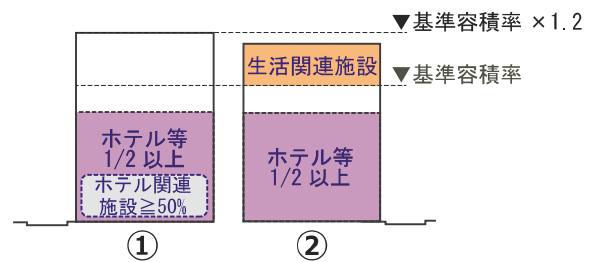 ▼基準容積率×1.2
生活関連施設
▼基準容積率
ホテル等
1/2以上
ホテル関連
施設≧50%
ホテル等
1/2以上
①
②